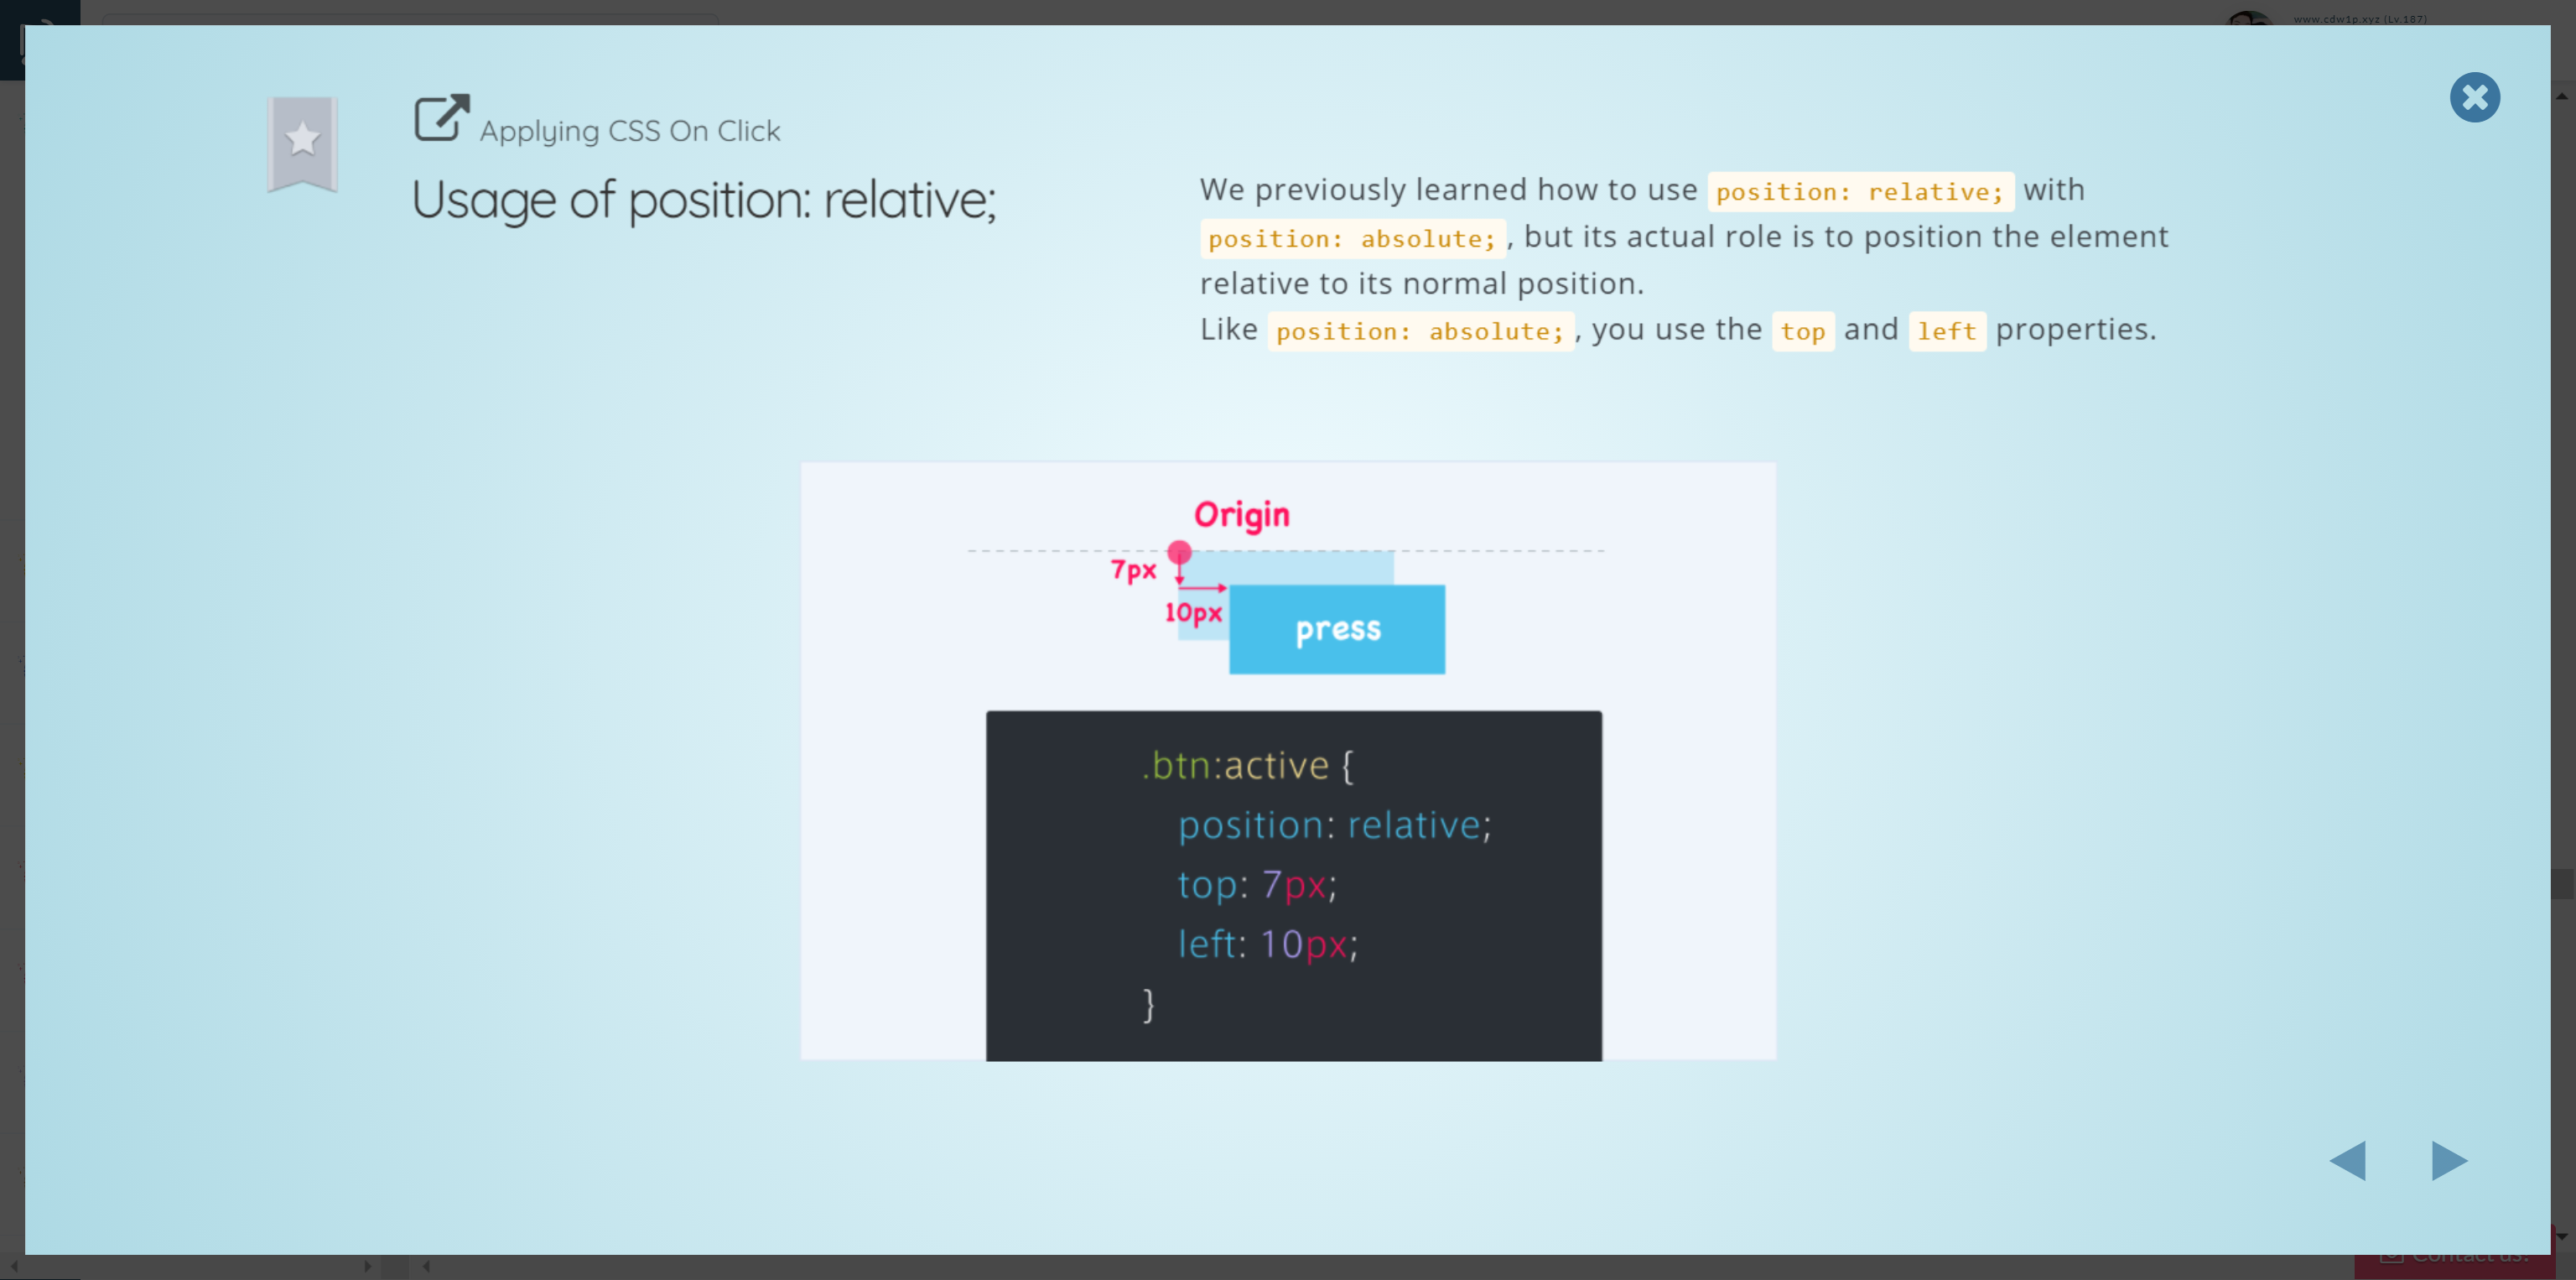 www.cdw1p.xyz (Lv.187)
Applying CSS On Click
Usage of position: relative;
We previously learned how to use position: relative; with
position: absolute; , but its actual role is to position the element
relative to its normal position.
Like position: absolute; , you use the top and left properties.
Origin
7px
10px
press
.btn:active {
position: relative;
top: 7px;
left: 10px;
}
Contact us!